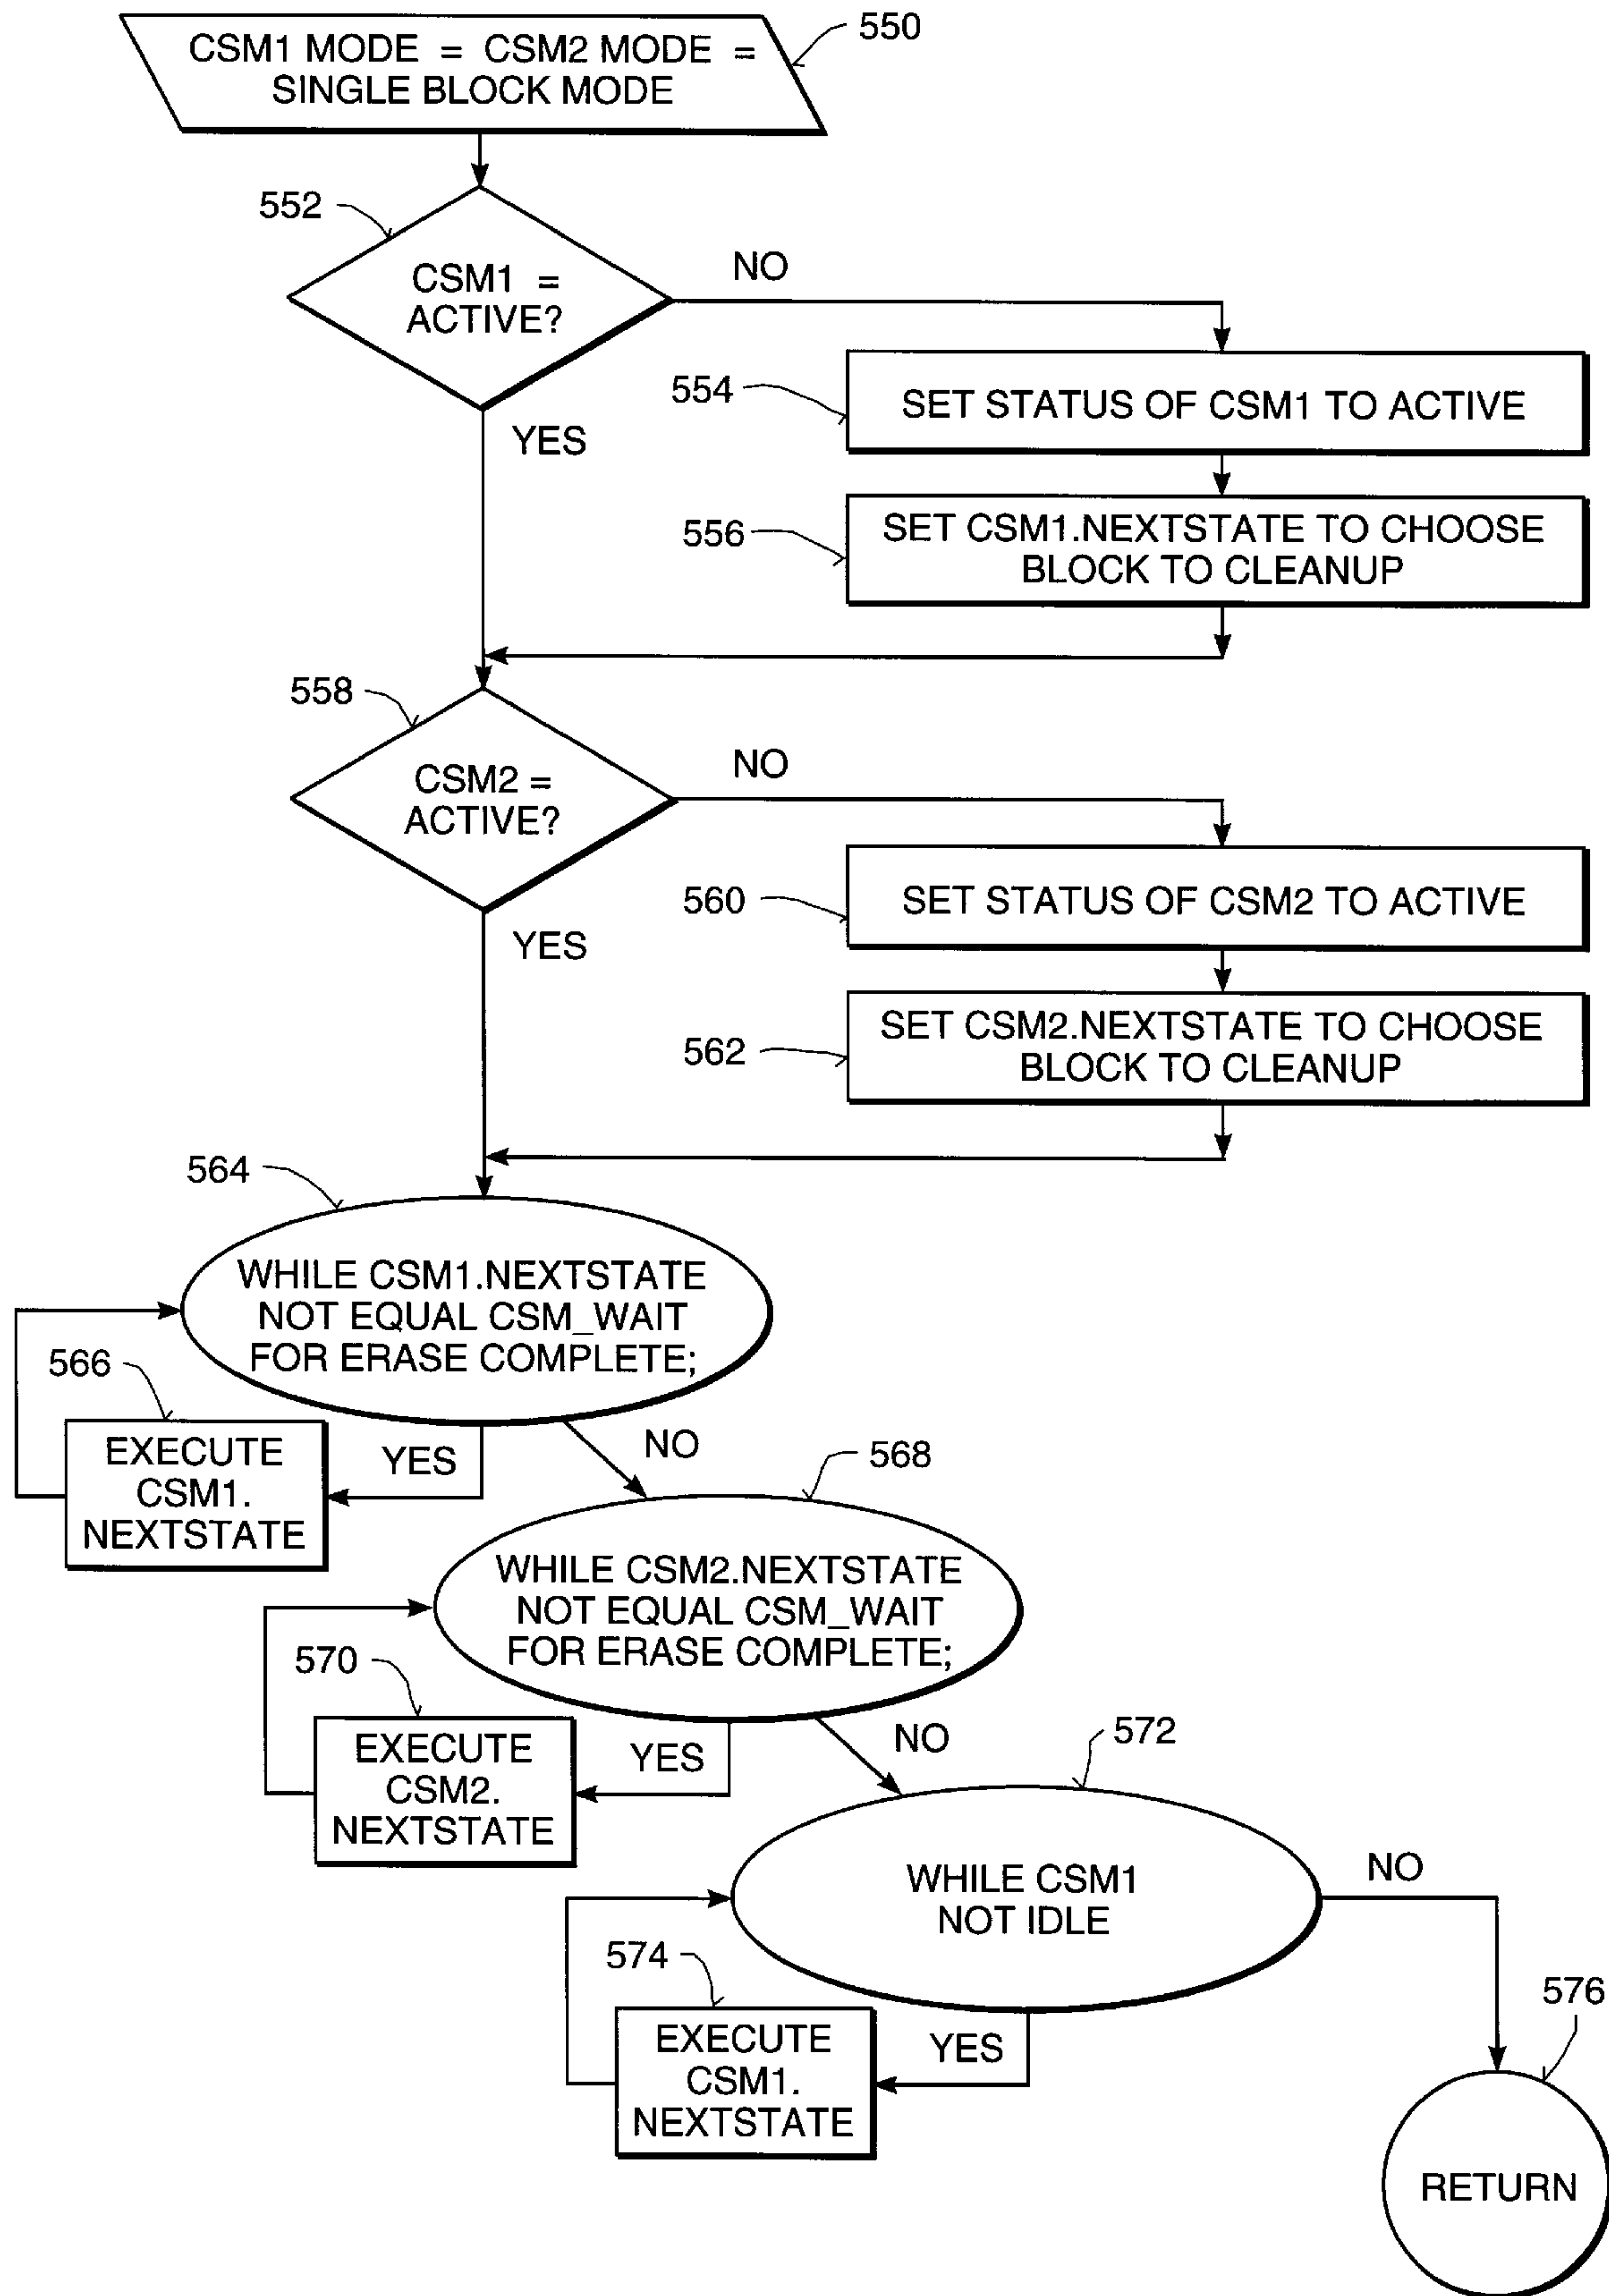 550
CSM1 MODE = CSM2 MODE =
SINGLE BLOCK MODE
552
CSM1 =
ACTIVE?
NO
YES
554
SET STATUS OF CSM1 TO ACTIVE
556
SET CSM1.NEXTSTATE TO CHOOSE
BLOCK TO CLEANUP
558
CSM2 =
ACTIVE?
NO
YES
560
SET STATUS OF CSM2 TO ACTIVE
562
SET CSM2.NEXTSTATE TO CHOOSE
BLOCK TO CLEANUP
564
WHILE CSM1.NEXTSTATE
NOT EQUAL CSM_WAIT
FOR ERASE COMPLETE;
566
EXECUTE
CSM1.
NEXTSTATE
YES
NO
568
WHILE CSM2.NEXTSTATE
NOT EQUAL CSM_WAIT
FOR ERASE COMPLETE;
570
EXECUTE
CSM2.
NEXTSTATE
YES
NO
572
WHILE CSM1
NOT IDLE
NO
574
EXECUTE
CSM1.
NEXTSTATE
YES
576
RETURN